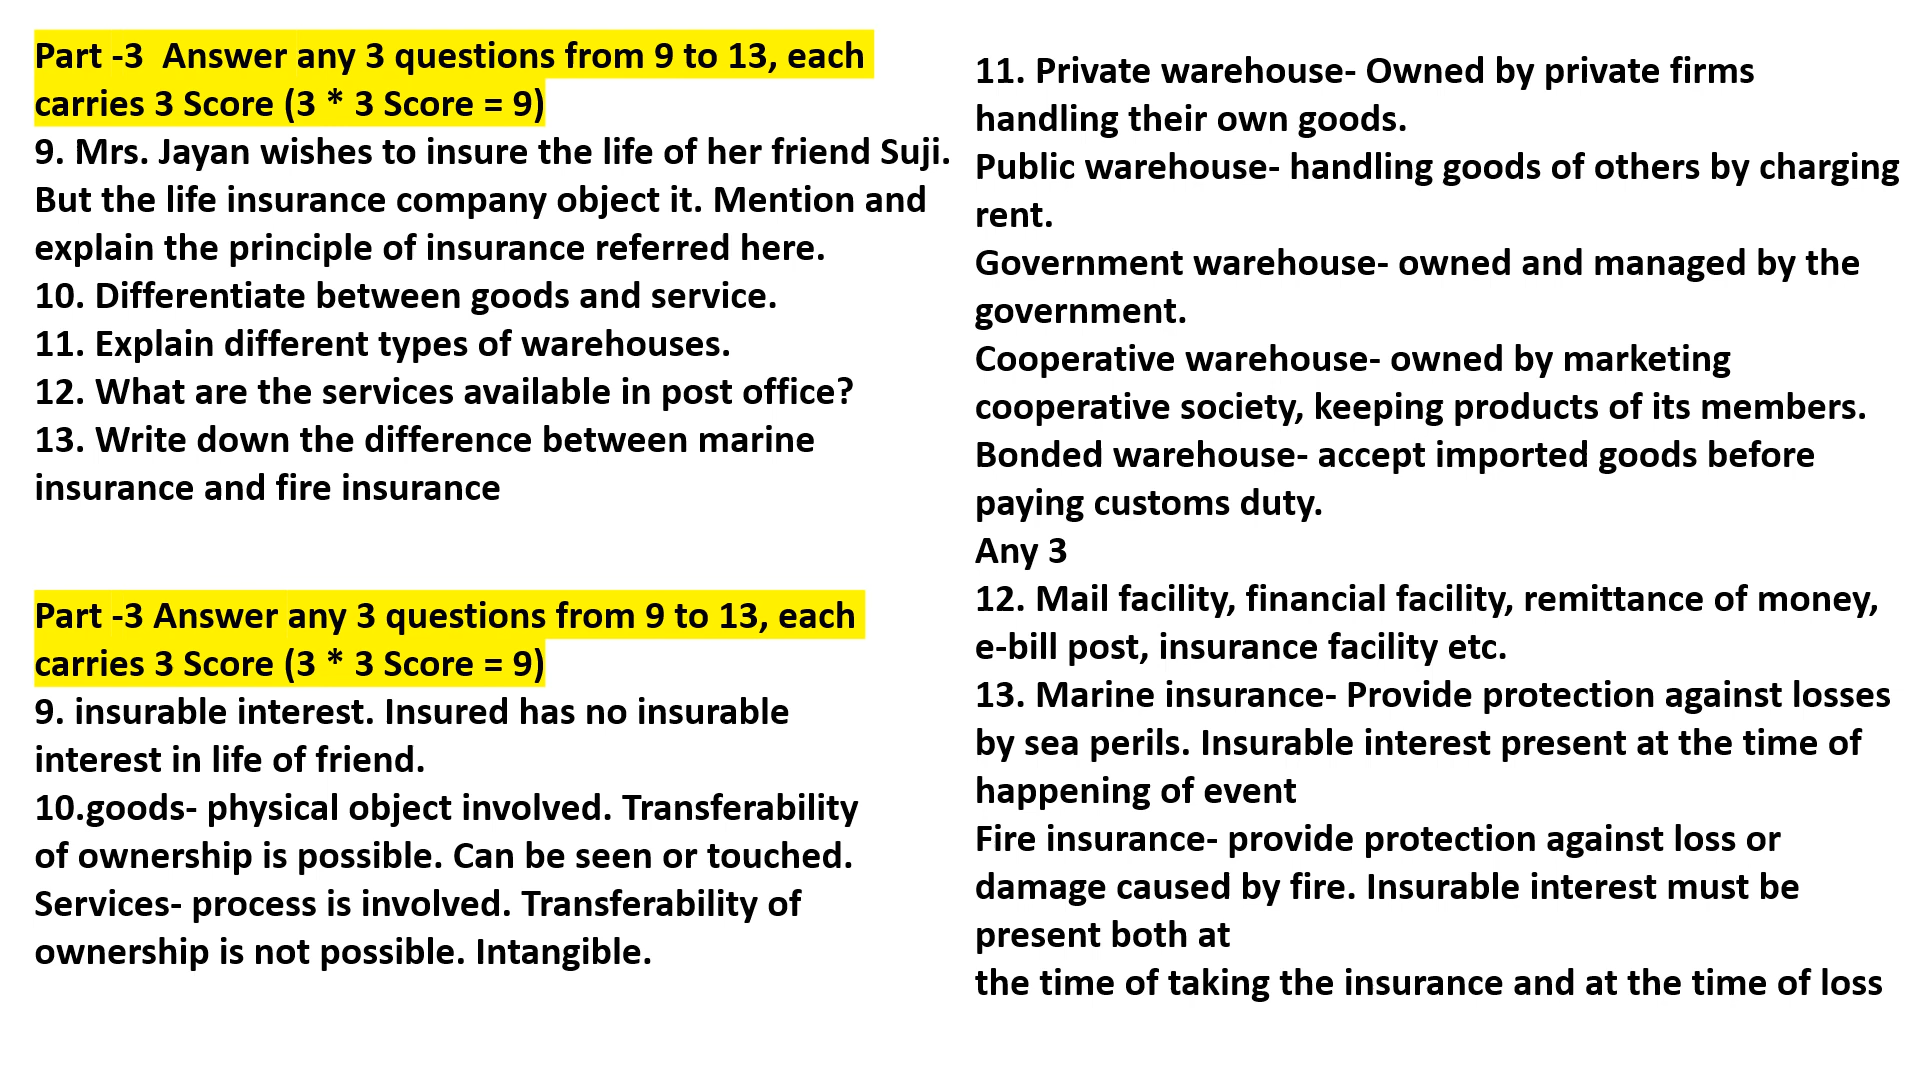 Part -3  Answer any 3 questions from 9 to 13, each
carries 3 Score (3 * 3 Score = 9)
9. Mrs. Jayan wishes to insure the life of her friend Suji.
But the life insurance company object it. Mention and
explain the principle of insurance referred here.
10. Differentiate between goods and service.
11. Explain different types of warehouses.
12. What are the services available in post office?
13. Write down the difference between marine
insurance and fire insurance
Part -3 Answer any 3 questions from 9 to 13, each
carries 3 Score (3 * 3 Score = 9)
9. insurable interest. Insured has no insurable
interest in life of friend.
10.goods- physical object involved. Transferability
of ownership is possible. Can be seen or touched.
Services- process is involved. Transferability of
ownership is not possible. Intangible.
11. Private warehouse- Owned by private firms
handling their own goods.
Public warehouse- handling goods of others by charging
rent.
Government warehouse- owned and managed by the
government.
Cooperative warehouse- owned by marketing
cooperative society, keeping products of its members.
Bonded warehouse- accept imported goods before
paying customs duty.
Any 3
12. Mail facility, financial facility, remittance of money,
e-bill post, insurance facility etc.
13. Marine insurance- Provide protection against losses
by sea perils. Insurable interest present at the time of
happening of event
Fire insurance- provide protection against loss or
damage caused by fire. Insurable interest must be
present both at
the time of taking the insurance and at the time of loss